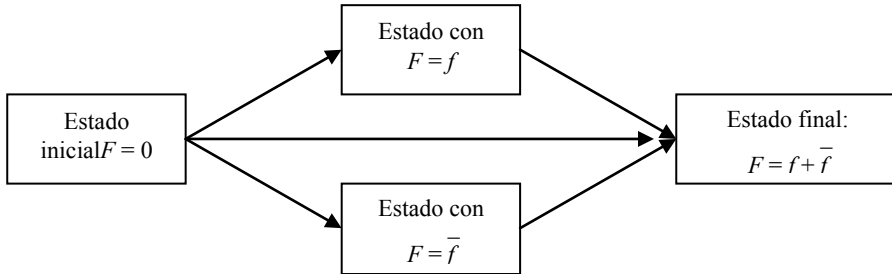 Estado con
F = f
Estado
inicialF = 0
Estado final:
F = f + f̅
Estado con
F = f̅